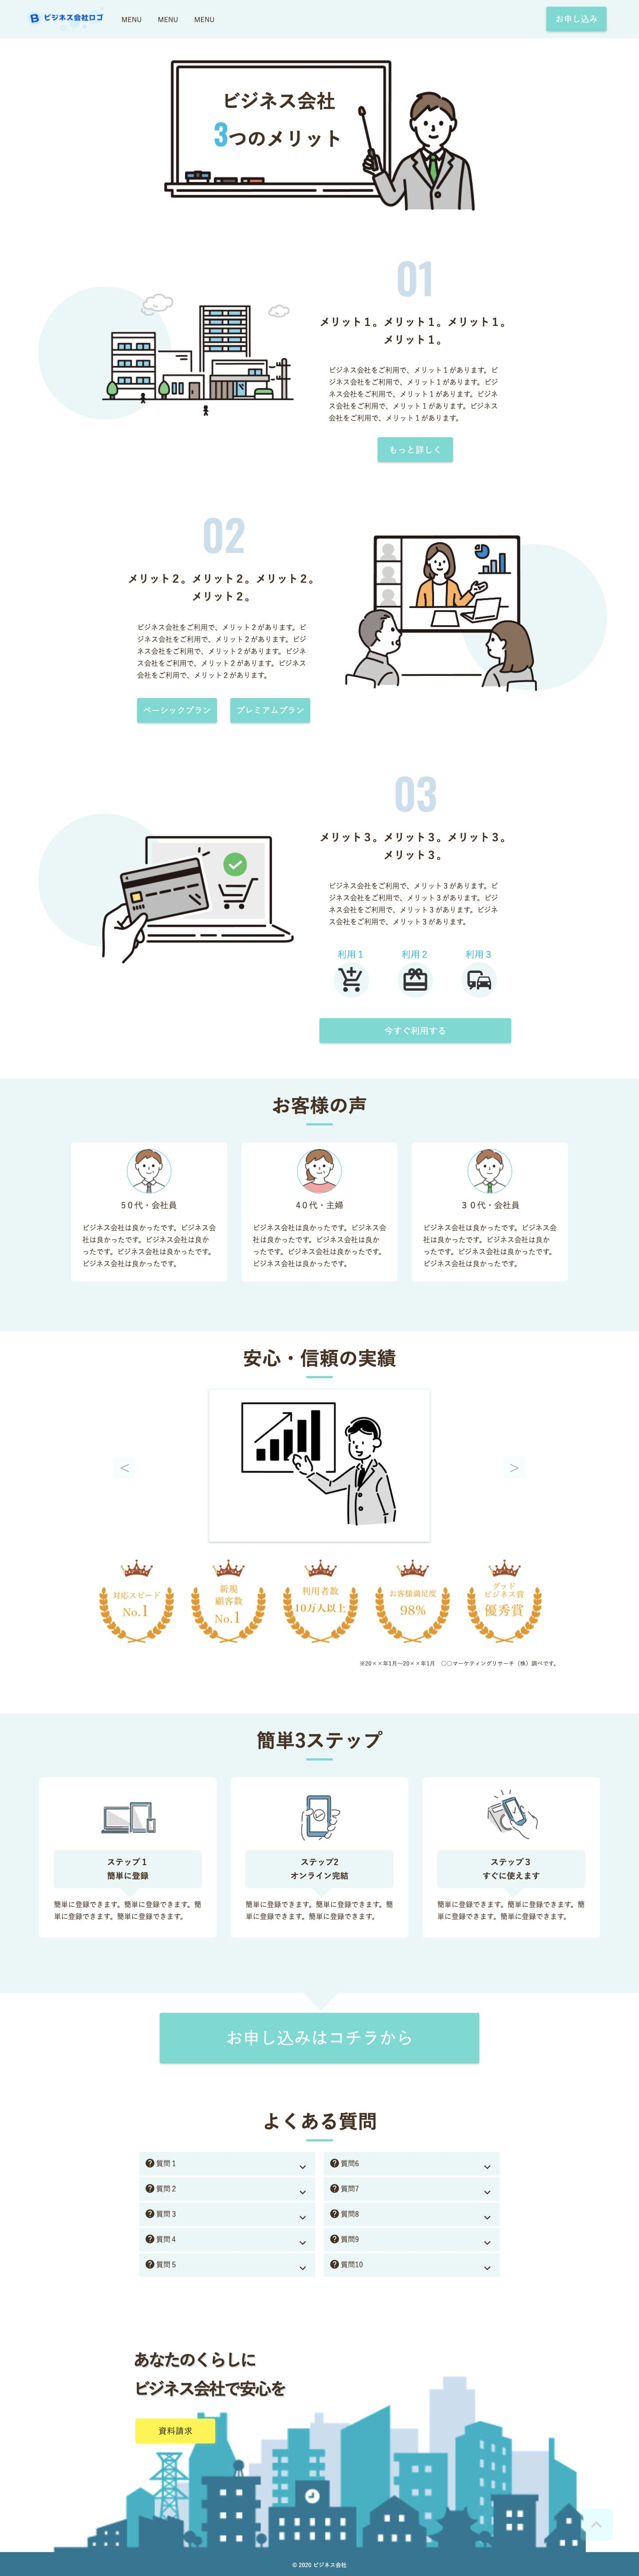 ビジネス会社ロゴ
MENU MENU MENU
お申し込み
ビジネス会社
3つのメリット
01
メリット１。メリット１。メリット１。
メリット１。
ビジネス会社をご利用で、メリット１があります。ビ
ジネス会社をご利用で、メリット１があります。ビジ
ネス会社をご利用で、メリット１があります。ビジネ
ス会社をご利用で、メリット１があります。ビジネス
会社をご利用で、メリット１があります。
もっと詳しく
02
メリット２。メリット２。メリット２。
メリット２。
ビジネス会社をご利用で、メリット２があります。ビ
ジネス会社をご利用で、メリット２があります。ビジ
ネス会社をご利用で、メリット２があります。ビジネ
ス会社をご利用で、メリット２があります。ビジネス
会社をご利用で、メリット２があります。
ベーシックプラン プレミアムプラン
03
メリット３。メリット３。メリット３。
メリット３。
ビジネス会社をご利用で、メリット３があります。ビ
ジネス会社をご利用で、メリット３があります。ビジ
ネス会社をご利用で、メリット３があります。ビジネ
ス会社をご利用で、メリット３があります。
利用１ 利用２ 利用３
今すぐ利用する
お客様の声
５０代・会社員
ビジネス会社は良かったです。ビジネス会
社は良かったです。ビジネス会社は良か
ったです。ビジネス会社は良かったです。
ビジネス会社は良かったです。
４０代・主婦
ビジネス会社は良かったです。ビジネス会
社は良かったです。ビジネス会社は良か
ったです。ビジネス会社は良かったです。
ビジネス会社は良かったです。
３０代・会社員
ビジネス会社は良かったです。ビジネス会
社は良かったです。ビジネス会社は良か
ったです。ビジネス会社は良かったです。
ビジネス会社は良かったです。
安心・信頼の実績
< >
対応スピード
No.1
新規
顧客数
No.1
利用者数
10万人以上
お客様満足度
98%
グッド
ビジネス賞
優秀賞
※20××年1月〜20××年1月　〇〇マーケティングリサーチ（株）調べです。
簡単3ステップ
ステップ１
簡単に登録
簡単に登録できます。簡単に登録できます。簡
単に登録できます。簡単に登録できます。
ステップ2
オンライン完結
簡単に登録できます。簡単に登録できます。簡
単に登録できます。簡単に登録できます。
ステップ３
すぐに使えます
簡単に登録できます。簡単に登録できます。簡
単に登録できます。簡単に登録できます。
お申し込みはコチラから
よくある質問
質問１
質問２
質問３
質問４
質問５
質問6
質問7
質問8
質問9
質問10
あなたのくらしに
ビジネス会社で安心を
資料請求
© 2020 ビジネス会社